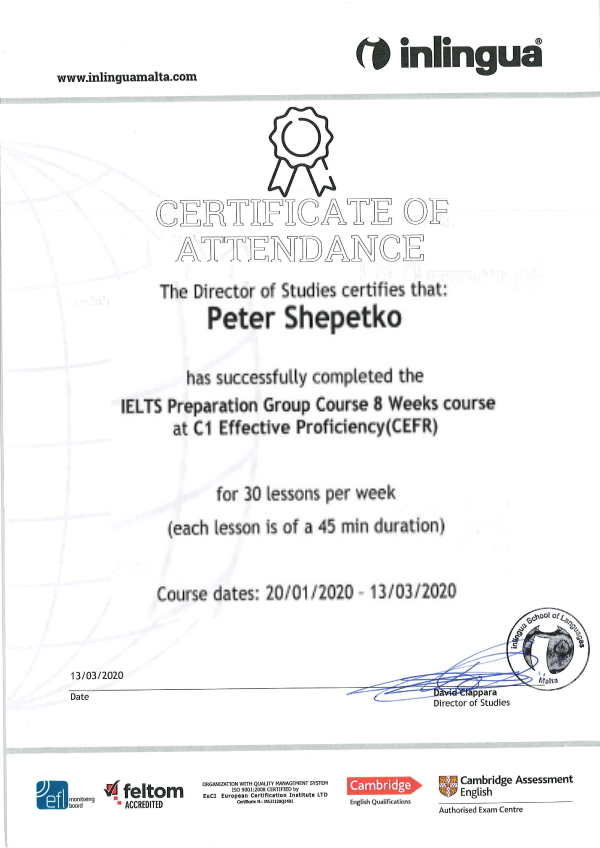 www.inlinguamalta.com
inlingua®
CERTIFICATE OF
ATTENDANCE
The Director of Studies certifies that:
Peter Shepetko
has successfully completed the
IELTS Preparation Group Course 8 Weeks course
at C1 Effective Proficiency(CEFR)
for 30 lessons per week
(each lesson is of a 45 min duration)
Course dates: 20/01/2020 - 13/03/2020
inlingua School of Languages
Malta
13/03/2020
Date
David Ciappara
Director of Studies
efl monitoring
board
feltom
ACCREDITED
ORGANIZATION WITH QUALITY MANAGEMENT SYSTEM
ISO 9001:2008 CERTIFIED by
EuCI European Certification Institute LTD
Certificate N.:
Cambridge
English Qualifications
Cambridge Assessment
English
Authorised Exam Centre